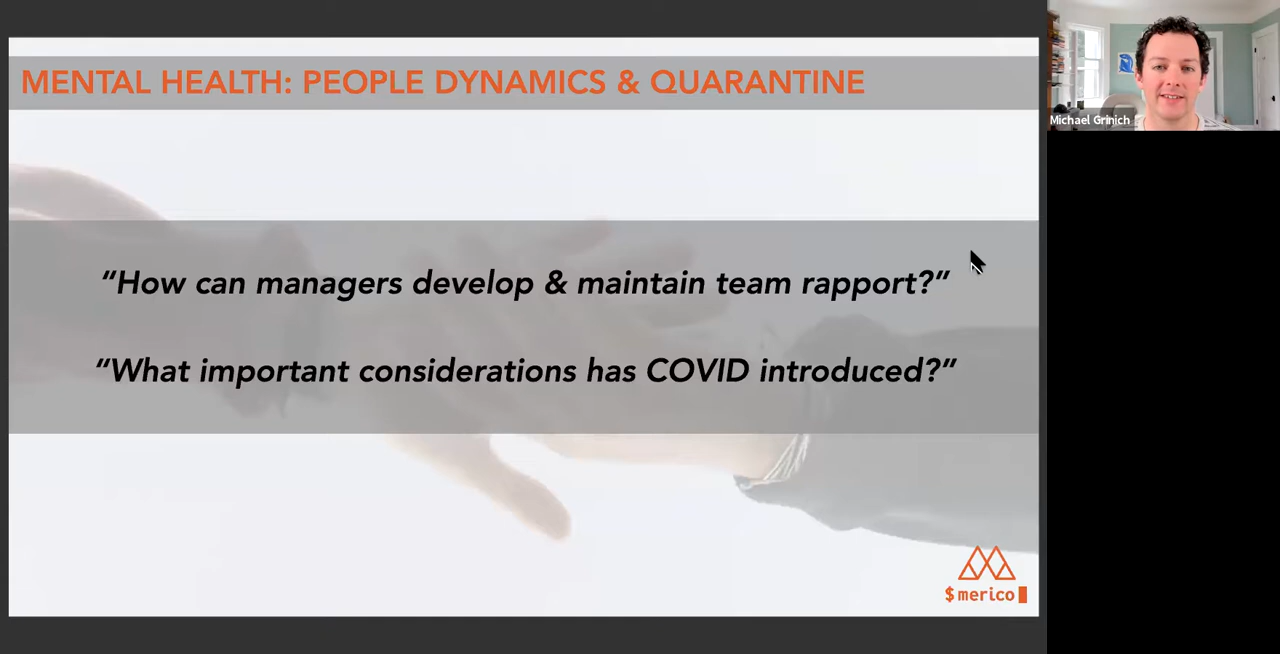 MENTAL HEALTH: PEOPLE DYNAMICS & QUARANTINE
Michael Grinich
“How can managers develop & maintain team rapport?”
“What important considerations has COVID introduced?”
$ merico